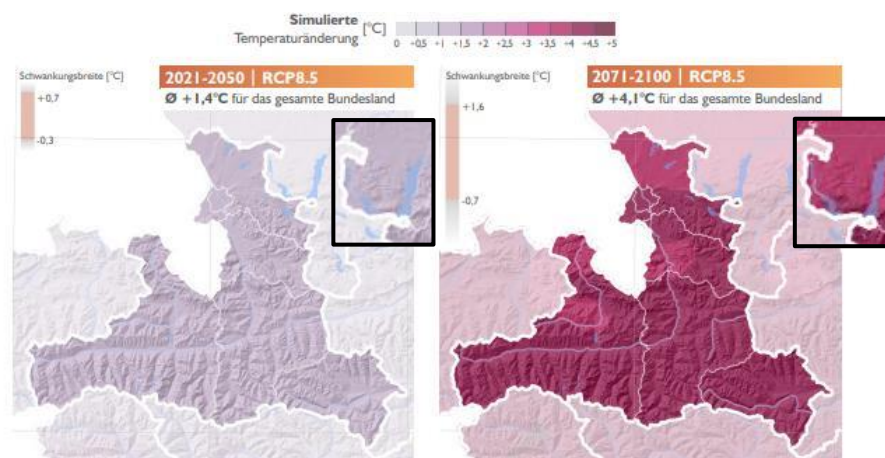 Simulierte
Temperaturänderung
[°C]
0 +0,5 +1 +1,5 +2 +2,5 +3 +3,5 +4 +4,5 +5
Schwankungsbreite [°C]
+0,7
-0,3
2021-2050 | RCP8.5
Ø +1,4°C für das gesamte Bundesland
Schwankungsbreite [°C]
+1,6
-0,7
2071-2100 | RCP8.5
Ø +4,1°C für das gesamte Bundesland